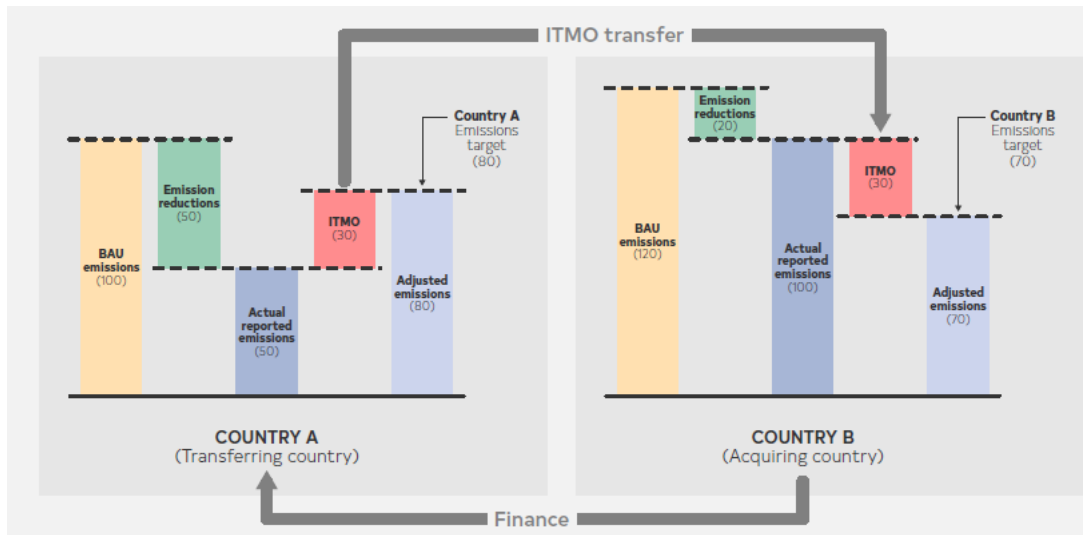 ITMO transfer
Country A
Emissions
target
(80)
Emission
reductions
(50)
ITMO
(30)
BAU
emissions
(100)
Adjusted
emissions
(80)
Actual
reported
emissions
(50)
COUNTRY A
(Transferring country)
Emission
reductions
(20)
Country B
Emissions
target
(70)
ITMO
(30)
BAU
emissions
(120)
Actual
reported
emissions
(100)
Adjusted
emissions
(70)
COUNTRY B
(Acquiring country)
Finance